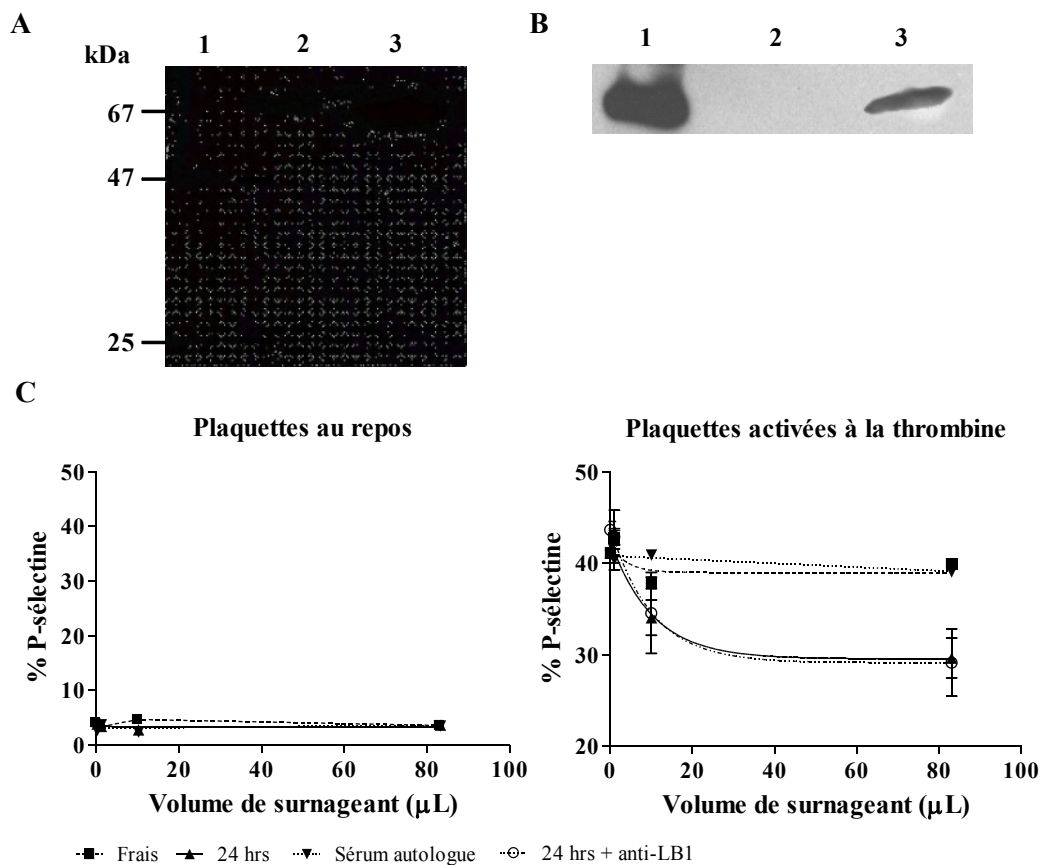 A
B
1 2 3
kDa
67
47
25
1 2 3
C
Plaquettes au repos
50
40
30
20
10
0
% P-sélectine
0 20 40 60 80 100
Volume de surnageant (µL)
Plaquettes activées à la thrombine
50
40
30
20
% P-sélectine
0 20 40 60 80 100
Volume de surnageant (µL)
Frais 24 hrs Sérum autologue 24 hrs + anti-LB1